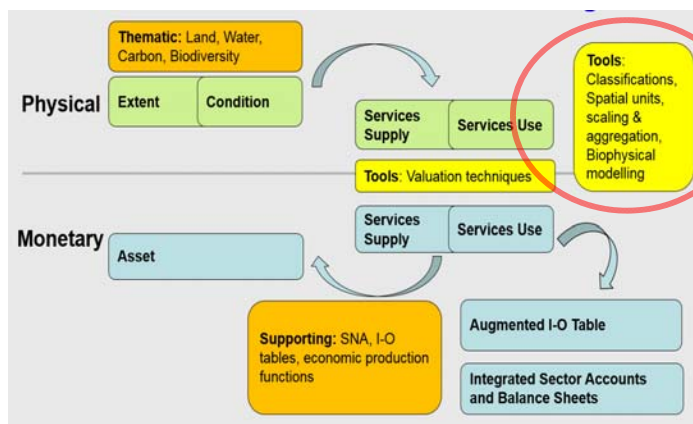 Thematic: Land, Water,
Carbon, Biodiversity
Physical
Extent
Condition
Services
Supply
Services Use
Tools:
Classifications,
Spatial units,
scaling &
aggregation,
Biophysical
modelling
Tools: Valuation techniques
Monetary
Asset
Services
Supply
Services Use
Supporting: SNA, I-O
tables, economic production
functions
Augmented I-O Table
Integrated Sector Accounts
and Balance Sheets